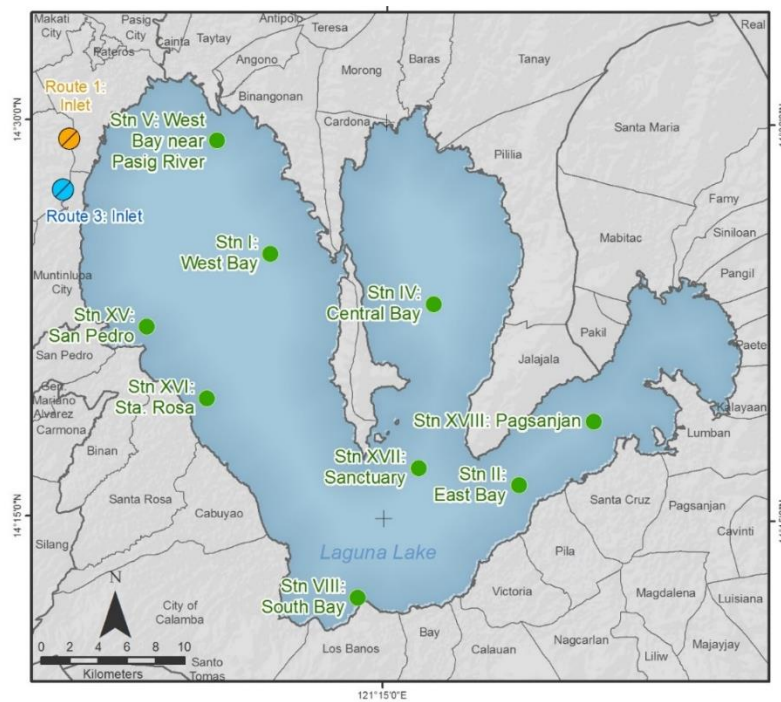 Makati
City
Pasig
City
Pateros
Cainta
Taytay
Antipolo
Teresa
Angono
Morong
Baras
Tanay
Real
Binangonan
Cardona
Pililia
Santa Maria
Route 1:
Inlet
Route 3: Inlet
14°30'0"N
Stn V: West
Bay near
Pasig River
Stn I:
West Bay
Stn IV:
Central Bay
Famy
Siniloan
Mabitac
Pangil
Muntinlupa
City
Stn XV:
San Pedro
Pakil
Paete
Jalajala
San Pedro
Gen.
Mariano
Alvarez
Carmona
Stn XVI:
Sta. Rosa
Stn XVIII: Pagsanjan
Kalayaan
Lumban
Binan
Stn XVII:
Sanctuary
Stn II:
East Bay
Santa Rosa
Santa Cruz
Pagsanjan
14°15'0"N
Cabuyao
Cavinti
Silang
Laguna Lake
Pila
Stn VIII:
South Bay
Victoria
Magdalena
Luisiana
N
City of
Calamba
Los Banos
Bay
Calauan
Nagcarlan
Liliw
Majayjay
0 2 4 6 8 10
Kilometers
Santo
Tomas
121°15'0"E